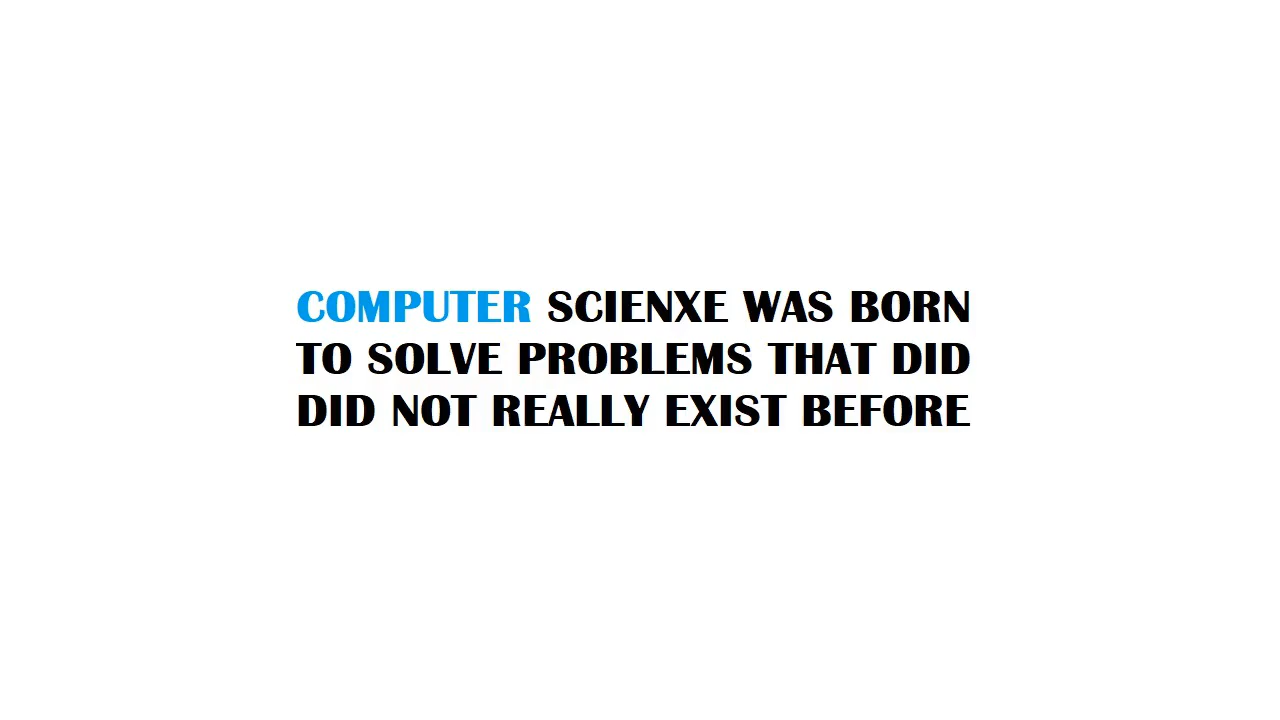 COMPUTER SCIENXE WAS BORN
TO SOLVE PROBLEMS THAT DID
DID NOT REALLY EXIST BEFORE